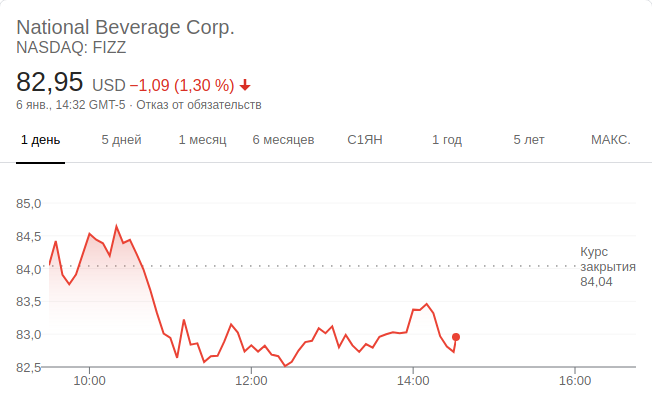 National Beverage Corp.
NASDAQ: FIZZ
82,95 USD −1,09 (1,30 %)
6 янв., 14:32 GMT-5 · Отказ от обязательств
1 день 5 дней 1 месяц 6 месяцев С1ЯН 1 год 5 лет МАКС.
85,0
84,5
84,0
83,5
83,0
82,5
Курс
закрытия
84,04
10:00 12:00 14:00 16:00